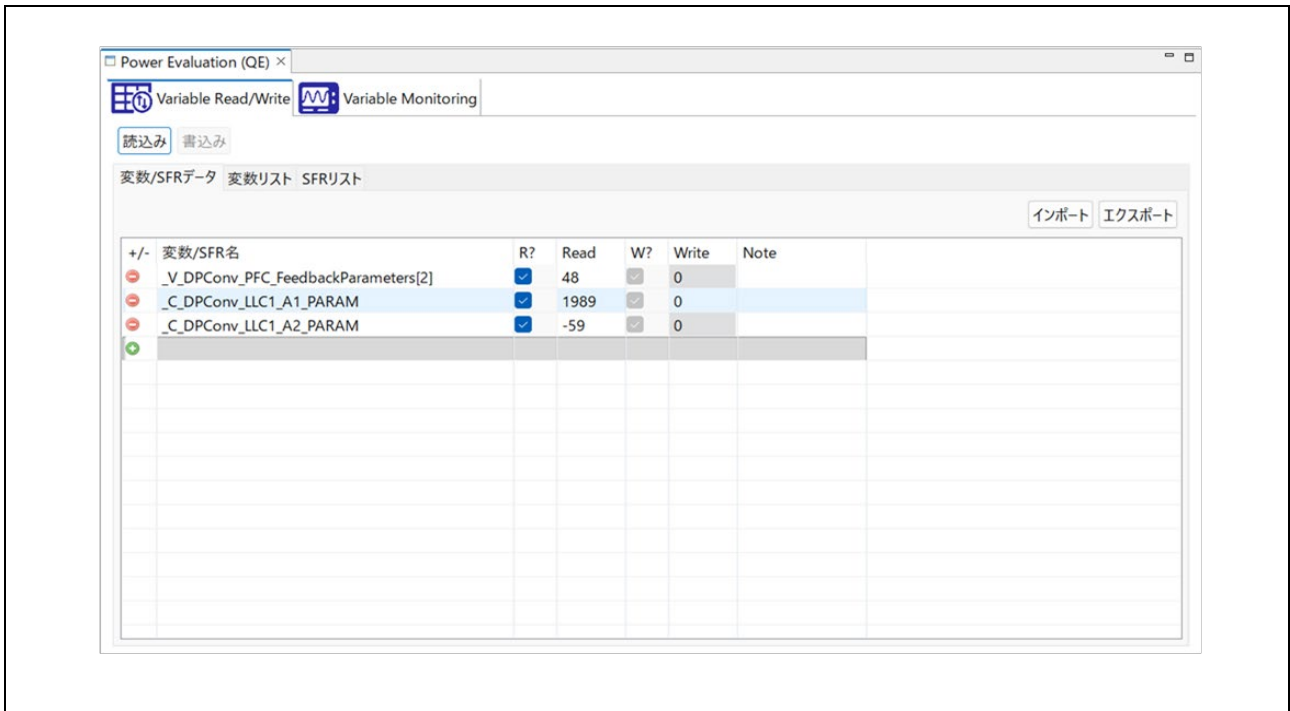 Power Evaluation (QE) ×
Variable Read/Write Variable Monitoring
読込み 書込み
変数/SFRデータ 変数リスト SFRリスト
インポート エクスポート
+/- 変数/SFR名 R? Read W? Write Note
_V_DPConv_PFC_FeedbackParameters[2] 48 0
_C_DPConv_LLC1_A1_PARAM 1989 0
_C_DPConv_LLC1_A2_PARAM -59 0